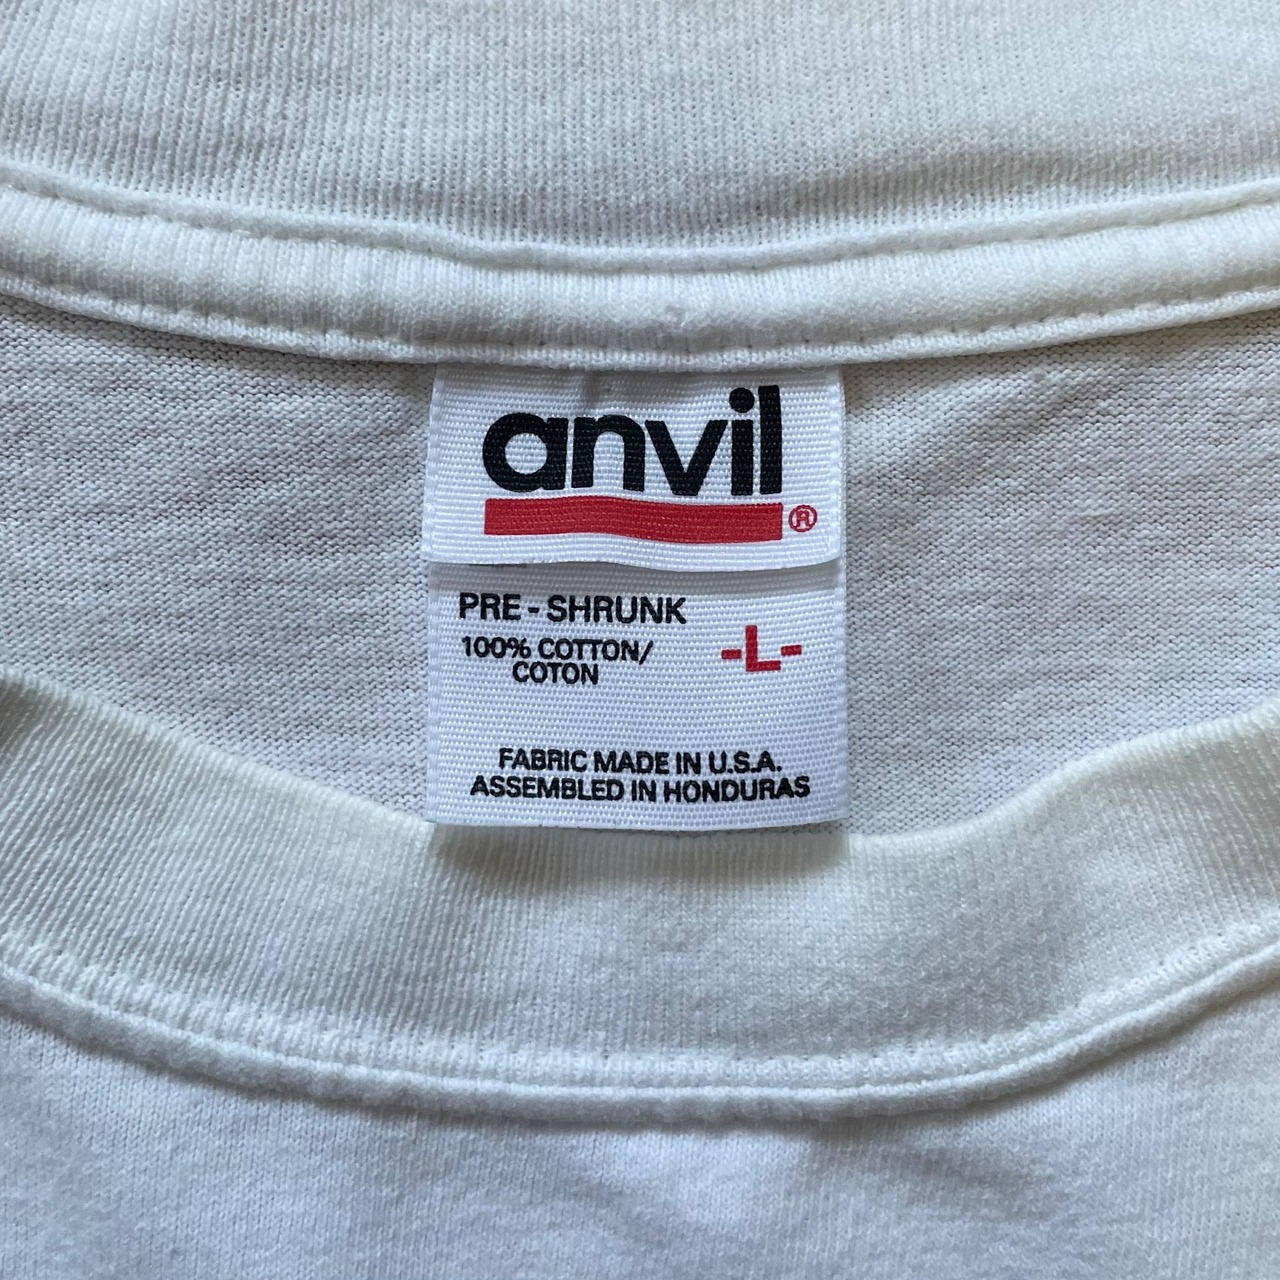 anvil
®
PRE - SHRUNK
100% COTTON/
COTON
-L-
FABRIC MADE IN U.S.A.
ASSEMBLED IN HONDURAS